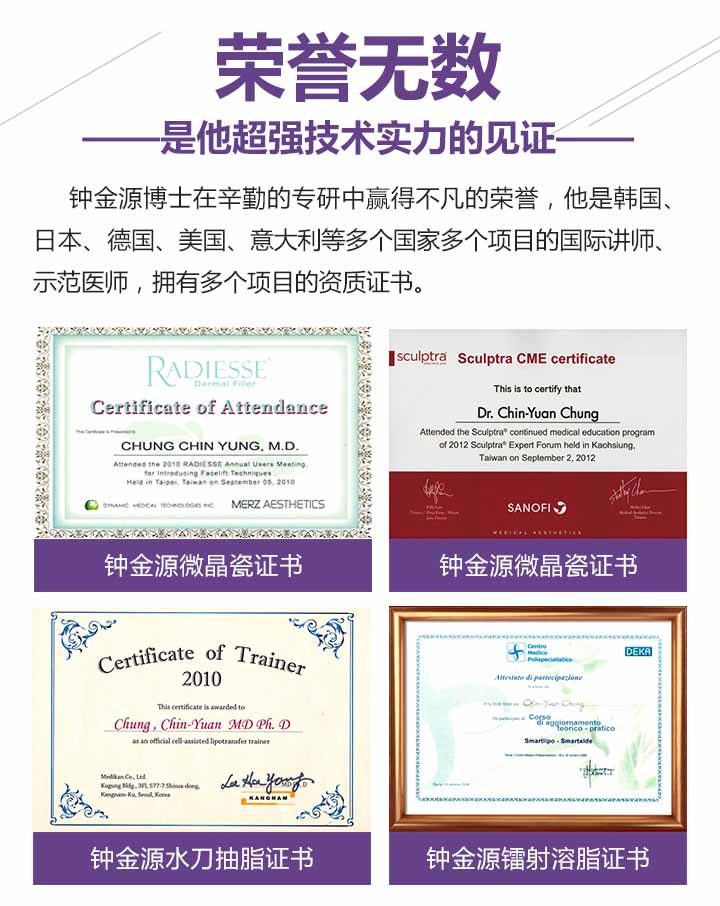 荣誉无数
——是他超强技术实力的见证——
钟金源博士在辛勤的专研中赢得不凡的荣誉，他是韩国、
日本、德国、美国、意大利等多个国家多个项目的国际讲师、
示范医师，拥有多个项目的资质证书。
RADIESSE
Dermal Filler
Certificate of Attendance
This Certificate is Presented to
CHUNG CHIN YUNG, M.D.
Attended the 2010 RADIESSE Annual Users Meeting,
for Introducing Facelift Techniques.
Held in Taipei, Taiwan on September 05, 2010
DYNAMIC MEDICAL TECHNOLOGIES INC. MERZ AESTHETICS
钟金源微晶瓷证书
sculptra Sculptra CME certificate
This is to certify that
Dr. Chin-Yuan Chung
Attended the Sculptra® continued medical education program
of 2012 Sculptra® Expert Forum held in Kaohsiung,
Taiwan on September 2, 2012
SANOFI
MEDICAL AESTHETICS
钟金源微晶瓷证书
Certificate of Trainer
2010
This certificate is awarded to
Chung, Chin-Yuan MD Ph. D
as an official cell-assisted lipotransfer trainer
Medikan Co., Ltd.
Kugung Bldg., 3Fl, 577-7 Shinsa-dong,
Kangnam-Ku, Seoul, Korea
KANGNAM
钟金源水刀抽脂证书
Centro
Medico
Polispecialistico
DEKA
Attestato di partecipazione
Chin-Yuan Chung
Corso
di aggiornamento
teorico - pratico
Smartlipo - Smartxide
钟金源镭射溶脂证书